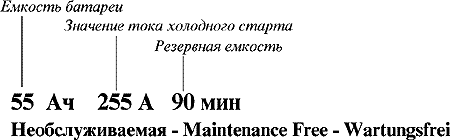 Емкость батареи
Значение тока холодного старта
Резервная емкость
55 Ач 255 А 90 мин
Необслуживаемая - Maintenance Free - Wartungsfrei